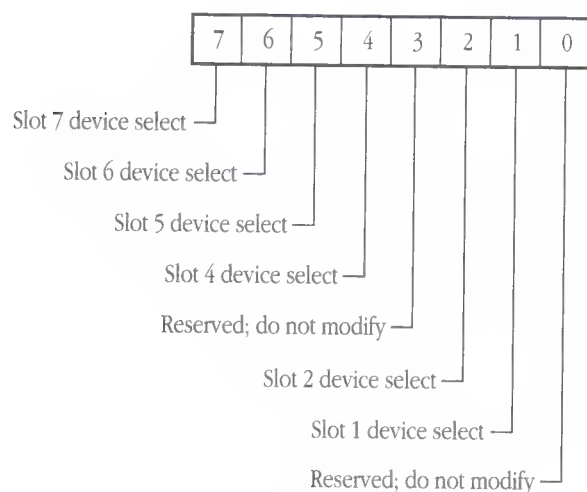 7 6 5 4 3 2 1 0
Slot 7 device select
Slot 6 device select
Slot 5 device select
Slot 4 device select
Reserved; do not modify
Slot 2 device select
Slot 1 device select
Reserved; do not modify